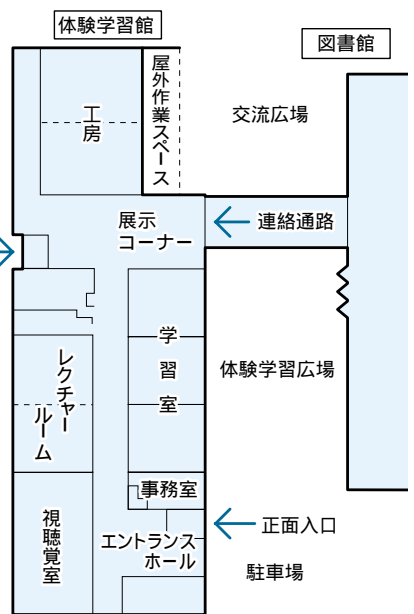 体験学習館
図書館
屋外作業スペース
工房
交流広場
展示
コーナー
連絡通路
学習室
体験学習広場
レクチャー
ルーム
事務室
視聴覚室
エントランス
ホール
正面入口
駐車場